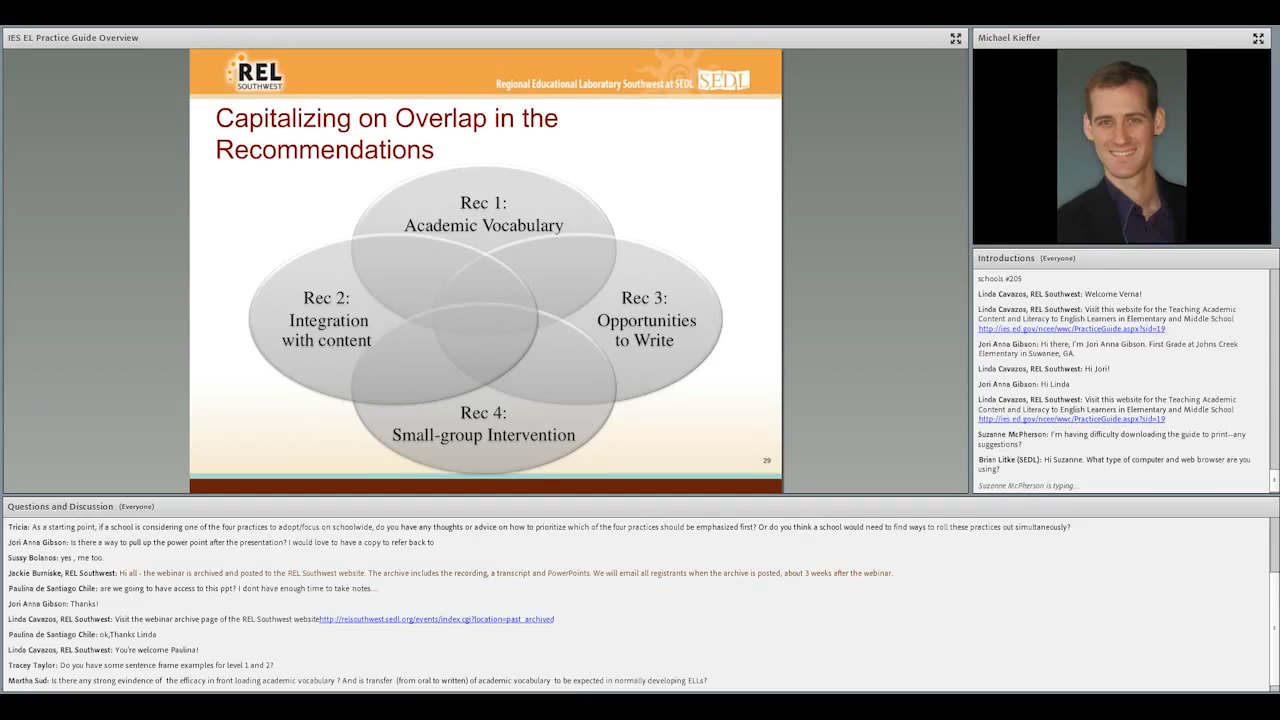 IES EL Practice Guide Overview
REL
SOUTHWEST
Regional Educational Laboratory Southwest at SEDL
SEDL
Capitalizing on Overlap in the
Recommendations
Rec 1:
Academic Vocabulary
Rec 2:
Integration
with content
Rec 3:
Opportunities
to Write
Rec 4:
Small-group Intervention
29
Michael Kieffer
Introductions (Everyone)
schools #205
Linda Cavazos, REL Southwest: Welcome Verna!
Linda Cavazos, REL Southwest: Visit this website for the Teaching Academic
Content and Literacy to English Learners in Elementary and Middle School
http://ies.ed.gov/ncee/wwc/PracticeGuide.aspx?sid=19
Jori Anna Gibson: Hi there, I'm Jori Anna Gibson. First Grade at Johns Creek
Elementary in Suwanee, GA.
Linda Cavazos, REL Southwest: Hi Jori!
Jori Anna Gibson: Hi Linda
Linda Cavazos, REL Southwest: Visit this website for the Teaching Academic
Content and Literacy to English Learners in Elementary and Middle School
http://ies.ed.gov/ncee/wwc/PracticeGuide.aspx?sid=19
Suzanne McPherson: I'm having difficulty downloading the guide to print--any
suggestions?
Brian Litke (SEDL): Hi Suzanne. What type of computer and web browser are you
using?
Suzanne McPherson is typing...
Questions and Discussion (Everyone)
Tricia: As a starting point, if a school is considering one of the four practices to adopt/focus on schoolwide, do you have any thoughts or advice on how to prioritize which of the four practices should be emphasized first? Or do you think a school would need to find ways to roll these practices out simultaneously?
Jori Anna Gibson: Is there a way to pull up the power point after the presentation? I would love to have a copy to refer back to
Sussy Bolanos: yes , me too.
Jackie Burniske, REL Southwest: Hi all - the webinar is archived and posted to the REL Southwest website. The archive includes the recording, a transcript and PowerPoints. We will email all registrants when the archive is posted, about 3 weeks after the webinar.
Paulina de Santiago Chile: are we going to have access to this ppt? I dont have enough time to take notes....
Jori Anna Gibson: Thanks!
Linda Cavazos, REL Southwest: Visit the webinar archive page of the REL Southwest websitehttp://relsouthwest.sedl.org/events/index.cgi?location=past_archived
Paulina de Santiago Chile: ok,Thanks Linda
Linda Cavazos, REL Southwest: You're welcome Paulina!
Tracey Taylor: Do you have some sentence frame examples for level 1 and 2?
Martha Sud: Is there any strong evindence of the efficacy in front loading academic vocabulary ? And is transfer (from oral to written) of academic vocabulary to be expected in normally developing ELLs?